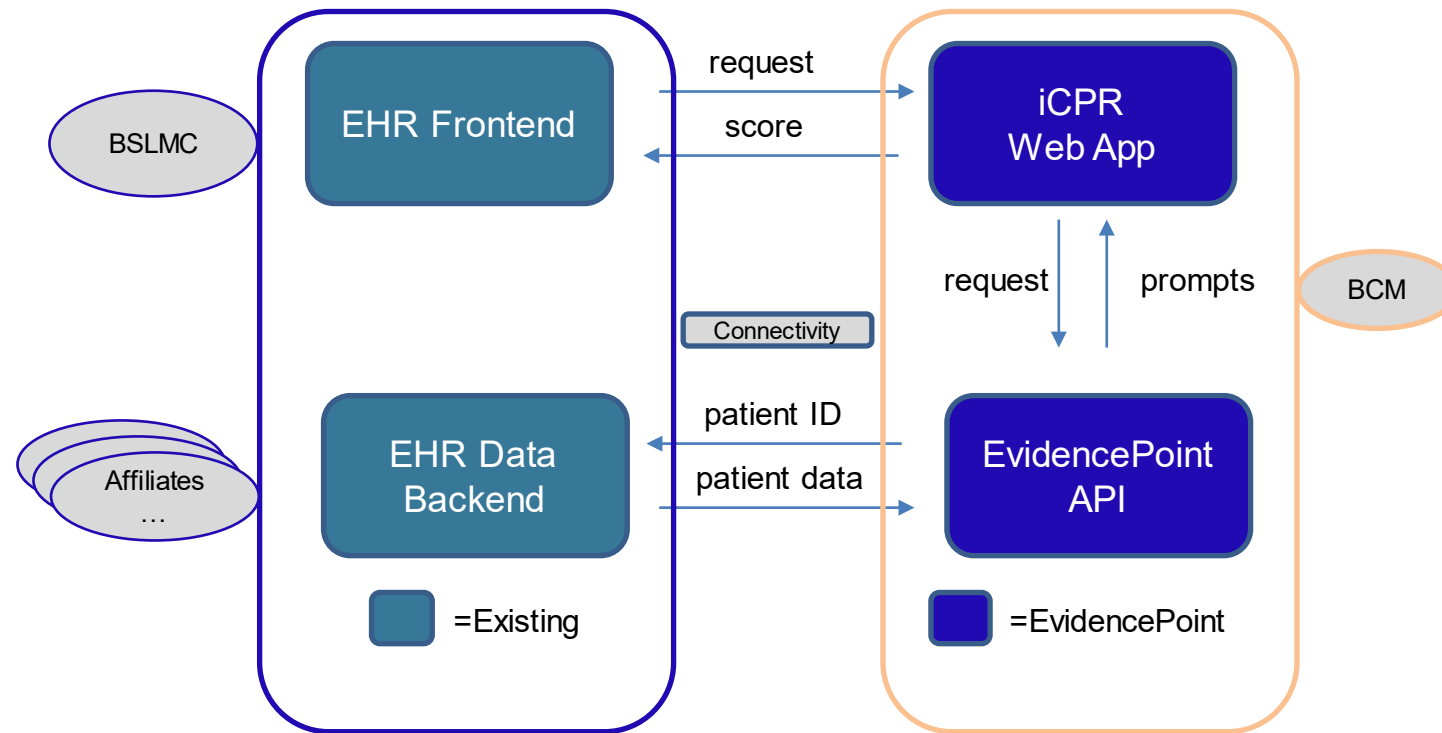 request
EHR Frontend
iCPR
Web App
BSLMC
score
request
prompts
BCM
Connectivity
patient ID
EHR Data
Backend
EvidencePoint
API
Affiliates
…
patient data
=Existing
=EvidencePoint